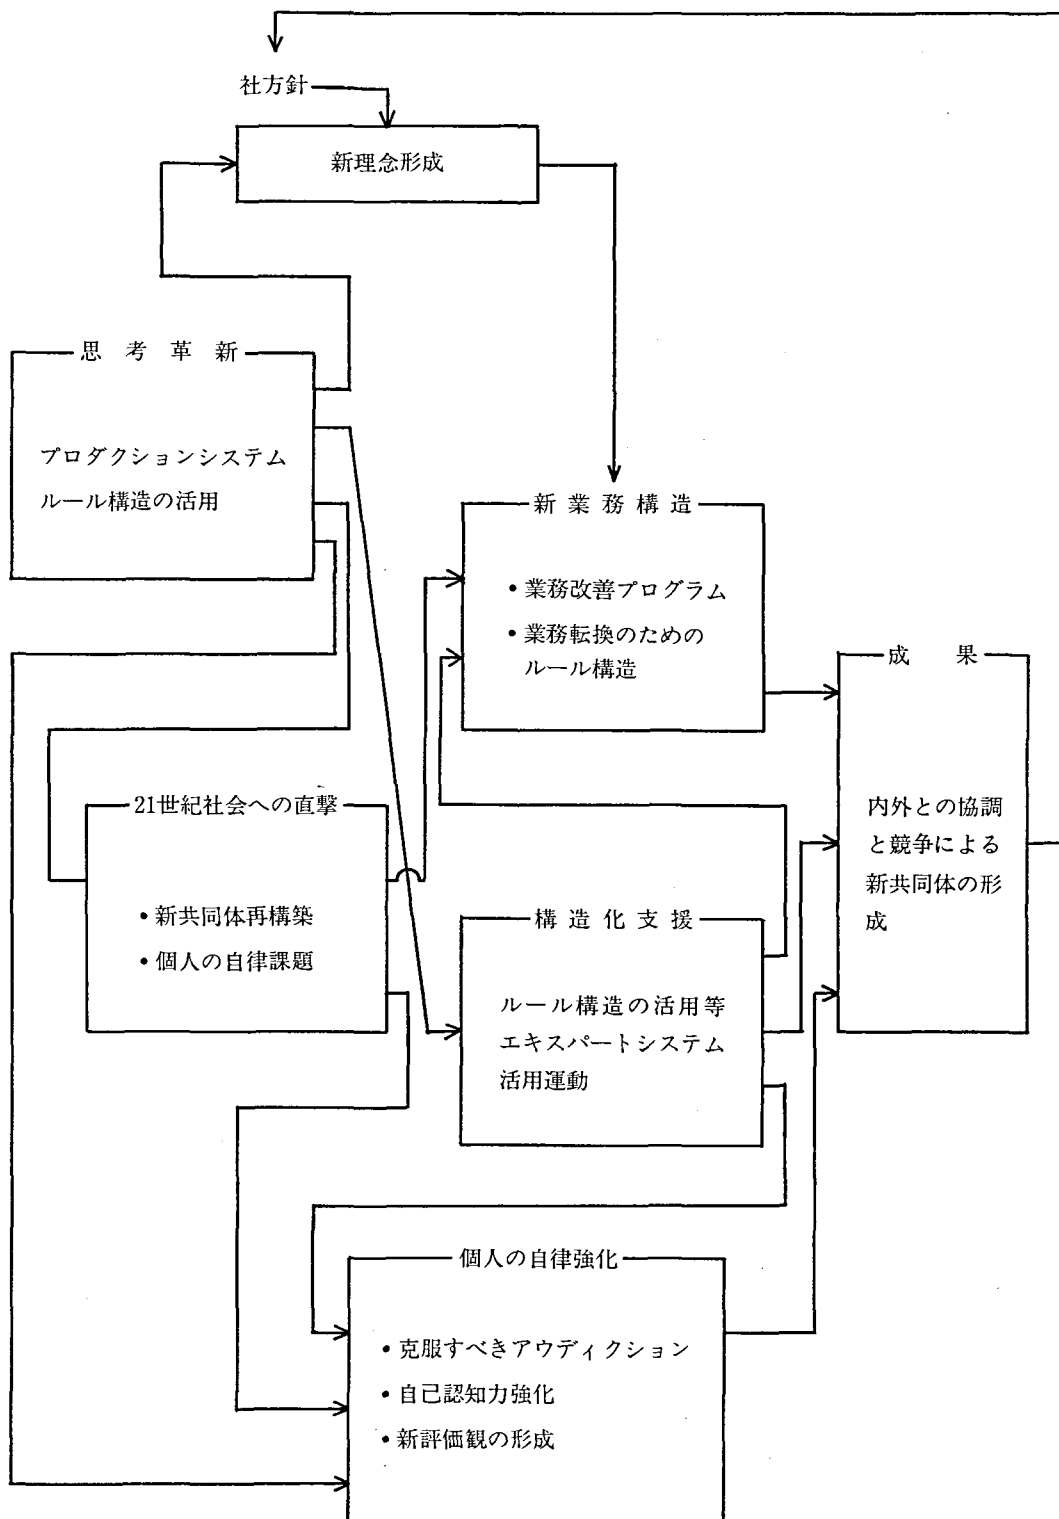 社方針
新理念形成
思考革新
プロダクションシステム
ルール構造の活用
新業務構造
• 業務改善プログラム
• 業務転換のための
ルール構造
成果
内外との協調
と競争による
新共同体の形
成
21世紀社会への直撃
• 新共同体再構築
• 個人の自律課題
構造化支援
ルール構造の活用等
エキスパートシステム
活用運動
個人の自律強化
• 克服すべきアウディクション
• 自己認知力強化
• 新評価観の形成